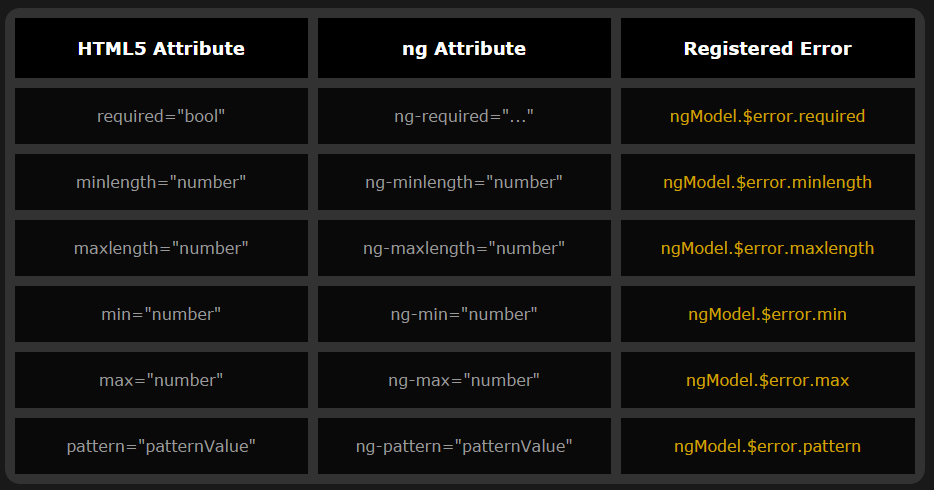 HTML5 Attribute ng Attribute Registered Error
required="bool" ng-required="..." ngModel.$error.required
minlength="number" ng-minlength="number" ngModel.$error.minlength
maxlength="number" ng-maxlength="number" ngModel.$error.maxlength
min="number" ng-min="number" ngModel.$error.min
max="number" ng-max="number" ngModel.$error.max
pattern="patternValue" ng-pattern="patternValue" ngModel.$error.pattern